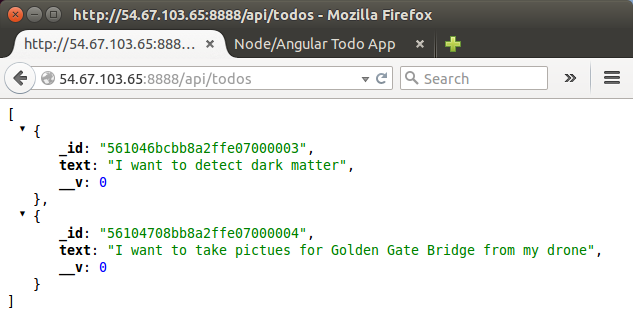 http://54.67.103.65:8888/api/todos - Mozilla Firefox
http://54.67.103.65:888... Node/Angular Todo App
54.67.103.65:8888/api/todos Search
[
{
_id: "561046bcbb8a2ffe07000003",
text: "I want to detect dark matter",
__v: 0
},
{
_id: "56104708bb8a2ffe07000004",
text: "I want to take pictues for Golden Gate Bridge from my drone",
__v: 0
}
]